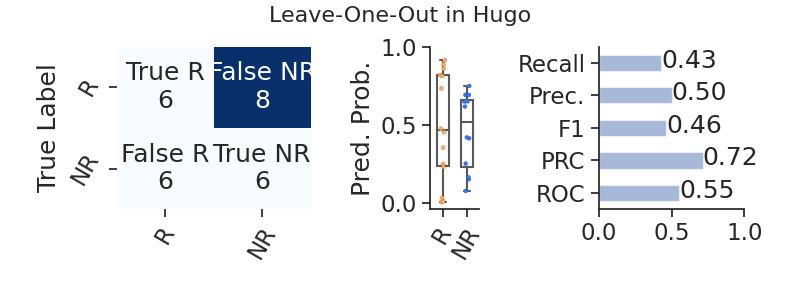 Leave-One-Out in Hugo
True Label
R
NR
True R
6
False NR
8
False R
6
True NR
6
R
NR
Pred. Prob.
1.0
0.5
0.0
R
NR
Recall
0.43
Prec.
0.50
F1
0.46
PRC
0.72
ROC
0.55
0.0
0.5
1.0